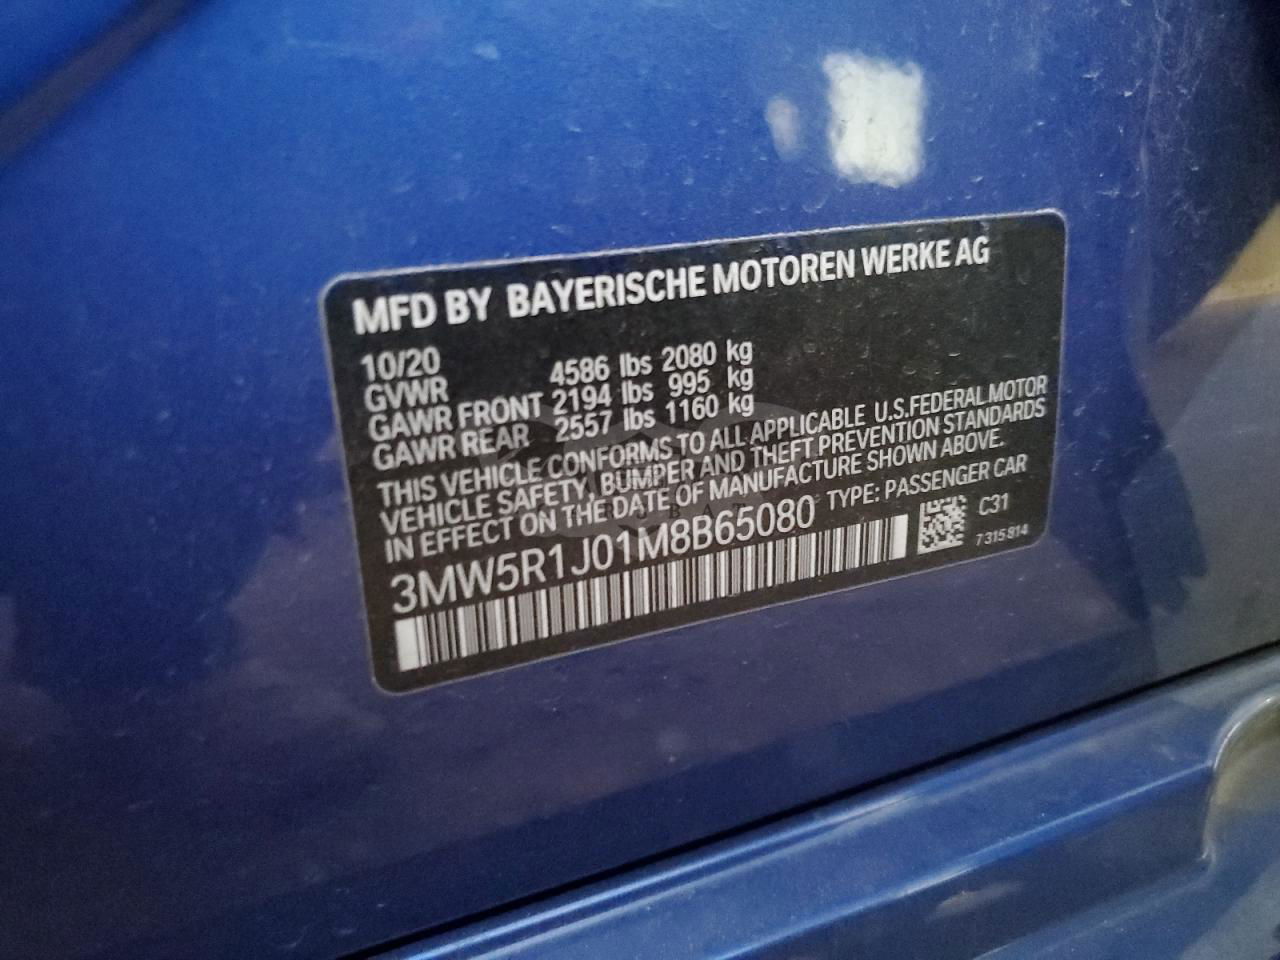 MFD BY BAYERISCHE MOTOREN WERKE AG
10/20
GVWR 4586 lbs 2080 kg
GAWR FRONT 2194 lbs 995 kg
GAWR REAR 2557 lbs 1160 kg
THIS VEHICLE CONFORMS TO ALL APPLICABLE U.S.FEDERAL MOTOR
VEHICLE SAFETY, BUMPER AND THEFT PREVENTION STANDARDS
IN EFFECT ON THE DATE OF MANUFACTURE SHOWN ABOVE.
3MW5R1J01M8B65080 TYPE: PASSENGER CAR
C31
7315814